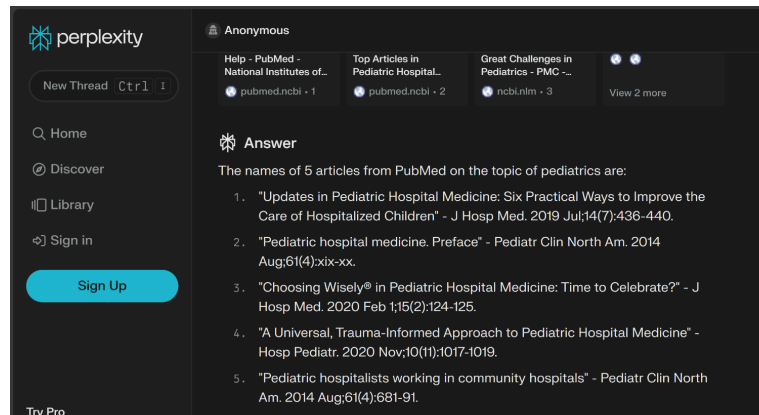 perplexity
New Thread Ctrl I
Home
Discover
Library
Sign in
Sign Up
Try Pro
Anonymous
Help - PubMed -
National Institutes of...
pubmed.ncbi • 1
Top Articles in
Pediatric Hospital...
pubmed.ncbi • 2
Great Challenges in
Pediatrics - PMC -...
ncbi.nlm • 3
View 2 more
Answer
The names of 5 articles from PubMed on the topic of pediatrics are:
1. "Updates in Pediatric Hospital Medicine: Six Practical Ways to Improve the
Care of Hospitalized Children" - J Hosp Med. 2019 Jul;14(7):436-440.
2. "Pediatric hospital medicine. Preface" - Pediatr Clin North Am. 2014
Aug;61(4):xix-xx.
3. "Choosing Wisely® in Pediatric Hospital Medicine: Time to Celebrate?" - J
Hosp Med. 2020 Feb 1;15(2):124-125.
4. "A Universal, Trauma-Informed Approach to Pediatric Hospital Medicine" -
Hosp Pediatr. 2020 Nov;10(11):1017-1019.
5. "Pediatric hospitalists working in community hospitals" - Pediatr Clin North
Am. 2014 Aug;61(4):681-91.